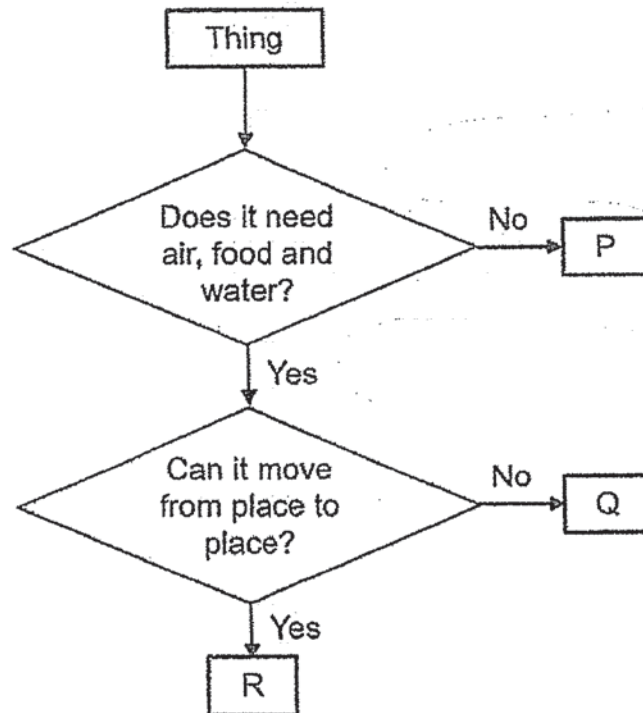 Thing
Does it need
air, food and
water?
No
P
Yes
Can it move
from place to
place?
No
Q
Yes
R